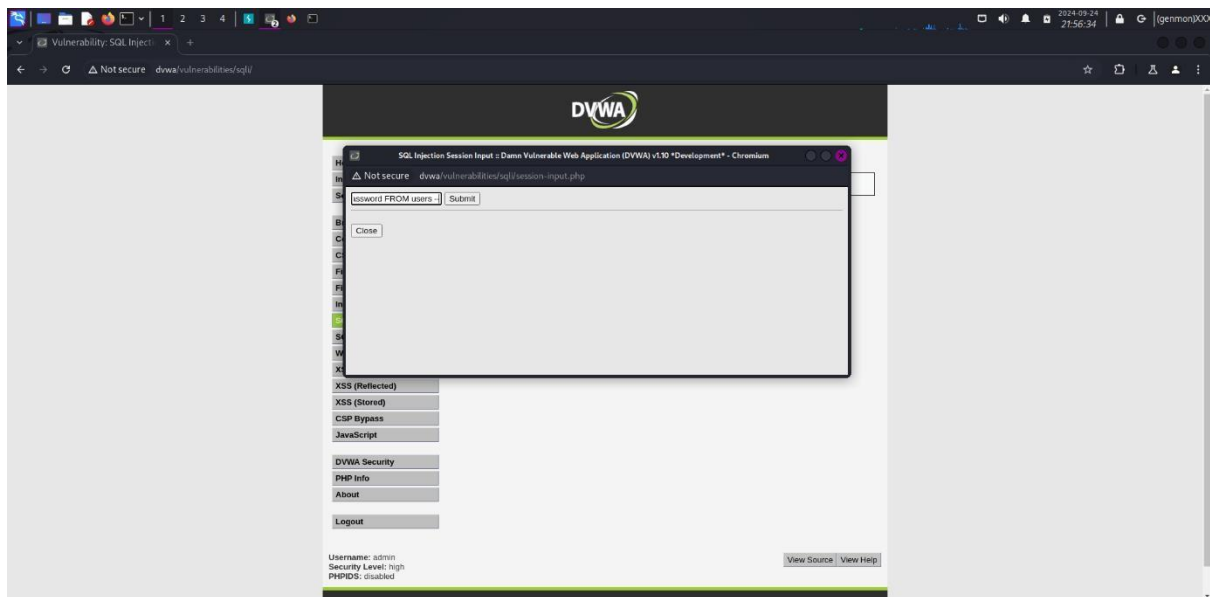 1 2 3 4
2024-09-24
21:56:34
(genmon)XXX
Vulnerability: SQL Injecti
Not secure dvwa/vulnerabilities/sqli/
DVWA
SQL Injection Session Input :: Damn Vulnerable Web Application (DVWA) v1.10 *Development* - Chromium
Not secure dvwa/vulnerabilities/sqli/session-input.php
ssword FROM users -- Submit
Close
XSS (Reflected)
XSS (Stored)
CSP Bypass
JavaScript
DVWA Security
PHP Info
About
Logout
Username: admin
Security Level: high
PHPIDS: disabled
View Source View Help